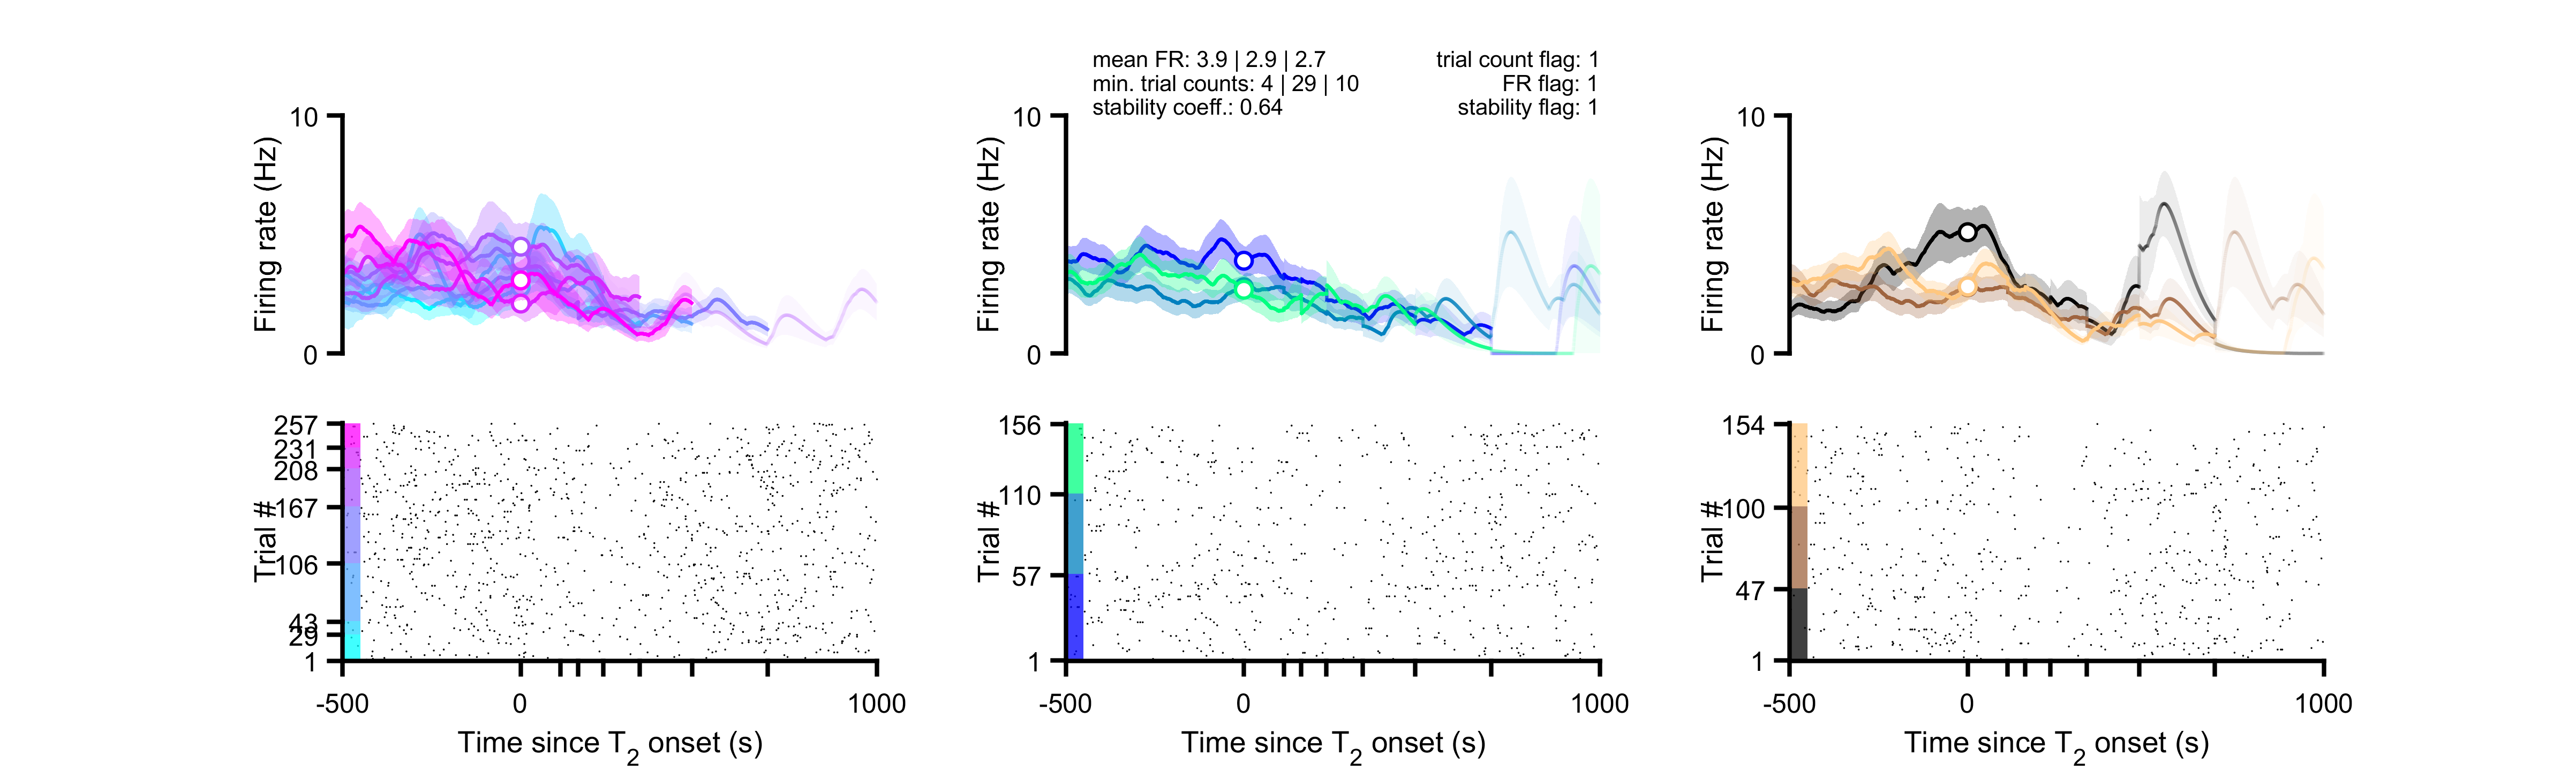 mean FR: 3.9 | 2.9 | 2.7
min. trial counts: 4 | 29 | 10
stability coeff.: 0.64
trial count flag: 1
FR flag: 1
stability flag: 1
10
0
Firing rate (Hz)
10
0
Firing rate (Hz)
10
0
Firing rate (Hz)
257
231
208
167
106
43
29
1
Trial #
-500
0
1000
Time since T2 onset (s)
156
110
57
1
Trial #
-500
0
1000
Time since T2 onset (s)
154
100
47
1
Trial #
-500
0
1000
Time since T2 onset (s)